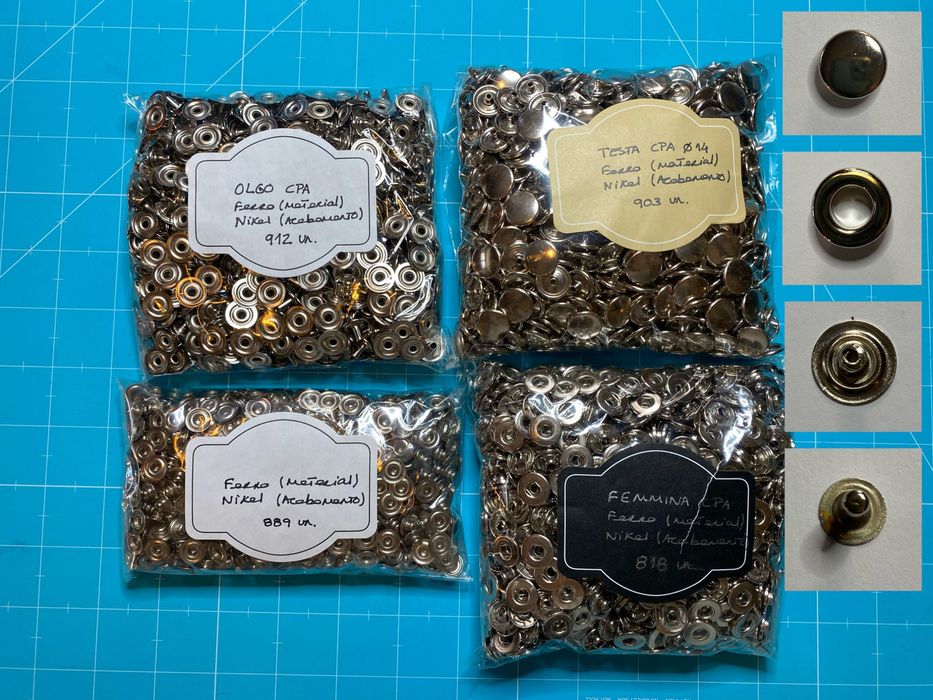 OLGO CPA
Ferro (Material)
Nikel (Acabamento)
912 un.
TESTA CPA Ø14
Ferro (Material)
Nikel (Acabamento)
903 un.
Ferro (Material)
Nikel (Acabamento)
889 un.
FEMMINA CPA
Ferro (Material)
Nikel (Acabamento)
818 un.